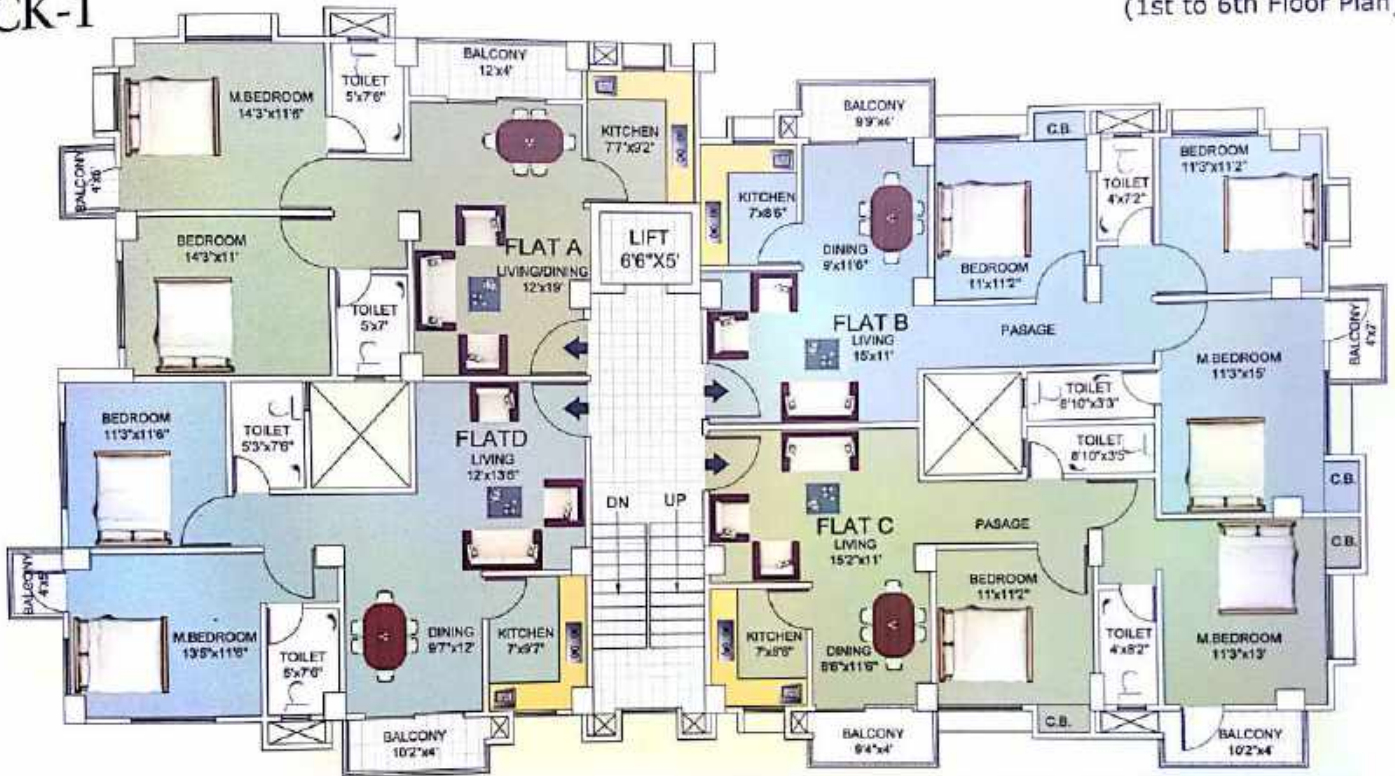 CK-1
(1st to 6th Floor Plan)
M.BEDROOM
14'3"x11'6"
TOILET
5'x7'6"
BALCONY
12'x4'
KITCHEN
7'7"x9'2"
BALCONY
4'x6'
BEDROOM
14'3"x11'
TOILET
5'x7'
FLAT A
LIVING/DINING
12'x19'
LIFT
6'6"X5'
BALCONY
9'9"x4'
C.B.
KITCHEN
7'x8'6"
DINING
9'x11'6"
BEDROOM
11'x11'2"
TOILET
4'x7'2"
BEDROOM
11'3"x11'2"
FLAT B
LIVING
15'x11'
PASAGE
M.BEDROOM
11'3"x15'
BALCONY
4'x7'
TOILET
8'10"x3'3"
TOILET
8'10"x3'5"
C.B.
C.B.
BEDROOM
11'3"x11'6"
TOILET
5'3"x7'6"
FLAT D
LIVING
12'x13'6"
DN
UP
FLAT C
LIVING
15'2"x11'
PASAGE
BALCONY
4'x5'
M.BEDROOM
13'5"x11'6"
TOILET
5'x7'6"
DINING
9'7"x12'
KITCHEN
7'x9'7"
BALCONY
10'2"x4'
KITCHEN
7'x8'6"
DINING
8'6"x11'6"
BEDROOM
11'x11'2"
TOILET
4'x8'2"
M.BEDROOM
11'3"x13'
BALCONY
9'4"x4'
C.B.
BALCONY
10'2"x4'